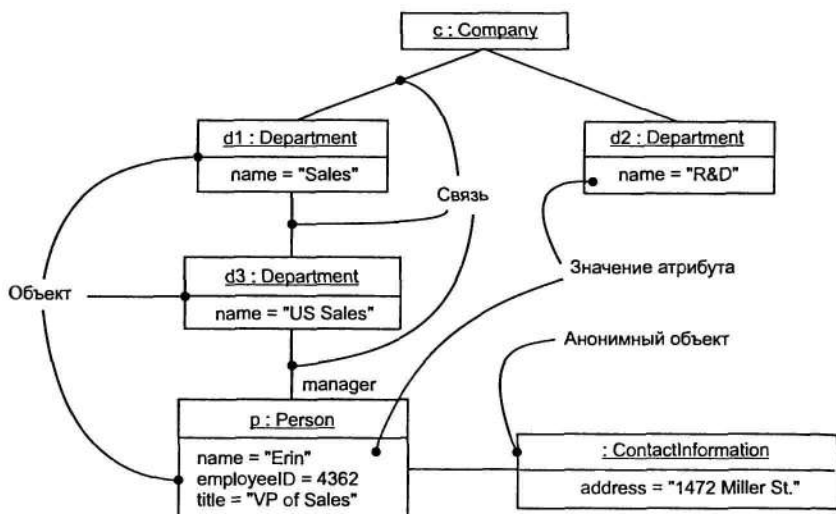 c : Company
d1 : Department
name = "Sales"
d2 : Department
name = "R&D"
Связь
Объект
d3 : Department
name = "US Sales"
Значение атрибута
Анонимный объект
manager
p : Person
name = "Erin"
employeeID = 4362
title = "VP of Sales"
: ContactInformation
address = "1472 Miller St."